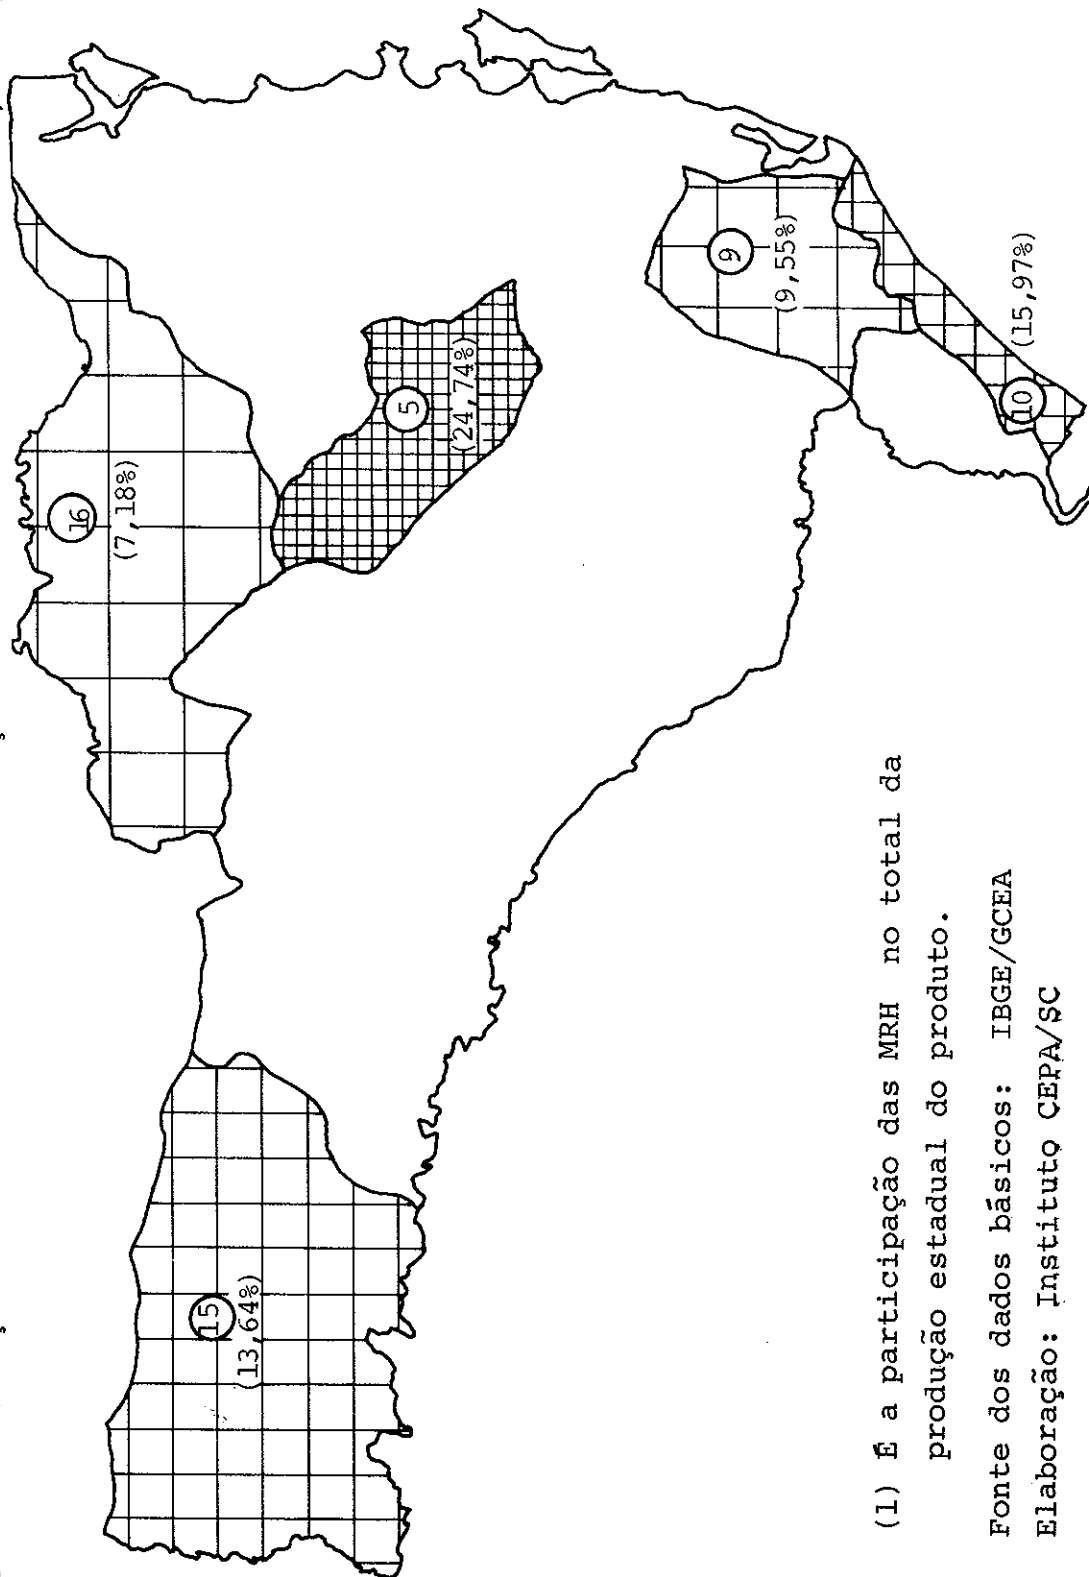 16
(7,18%)
5
(24,74%)
15
(13,64%)
9
(9,55%)
10
(15,97%)
(1) É a participação das MRH no total da
produção estadual do produto.
Fonte dos dados básicos: IBGE/GCEA
Elaboração: Instituto CEPA/SC